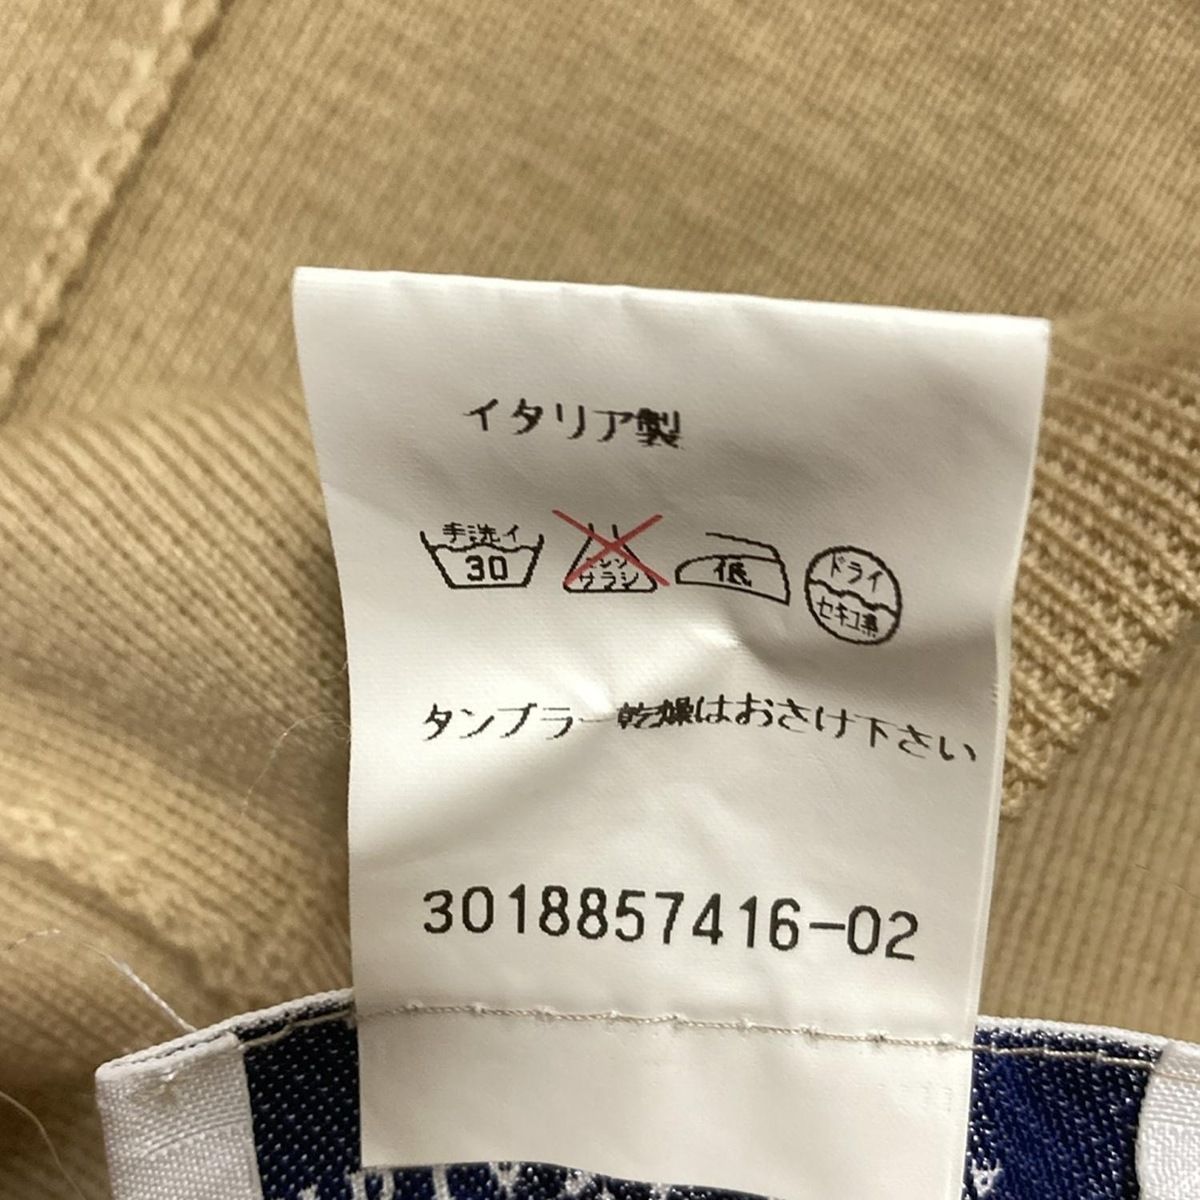 イタリア製
手洗イ
30
エンソ
サラシ
低
ドライ
セキユ系
タンブラー乾燥はおさけ下さい
3018857416-02